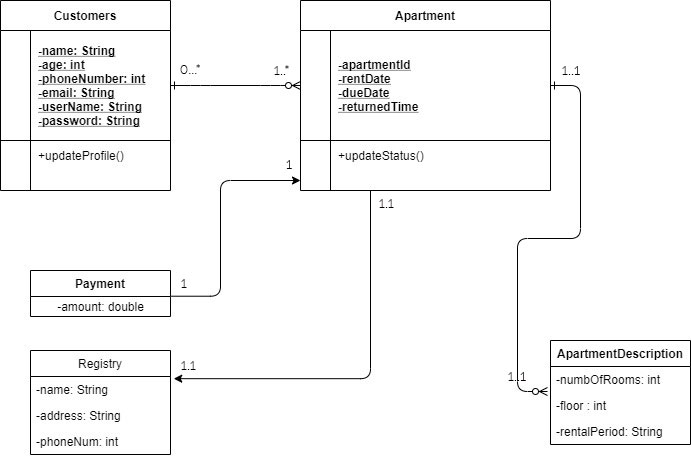 Customers
-name: String
-age: int
-phoneNumber: int
-email: String
-userName: String
-password: String
+updateProfile()
0...*
1..*
Apartment
-apartmentId
-rentDate
-dueDate
-returnedTime
+updateStatus()
1..1
1
1.1
Payment
-amount: double
1
Registry
-name: String
-address: String
-phoneNum: int
1.1
1..1
ApartmentDescription
-numbOfRooms: int
-floor : int
-rentalPeriod: String